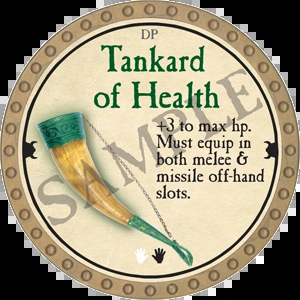 DP
Tankard
of Health
+3 to max hp.
Must equip in
both melee &
missile off-hand
slots.
SAMPLE